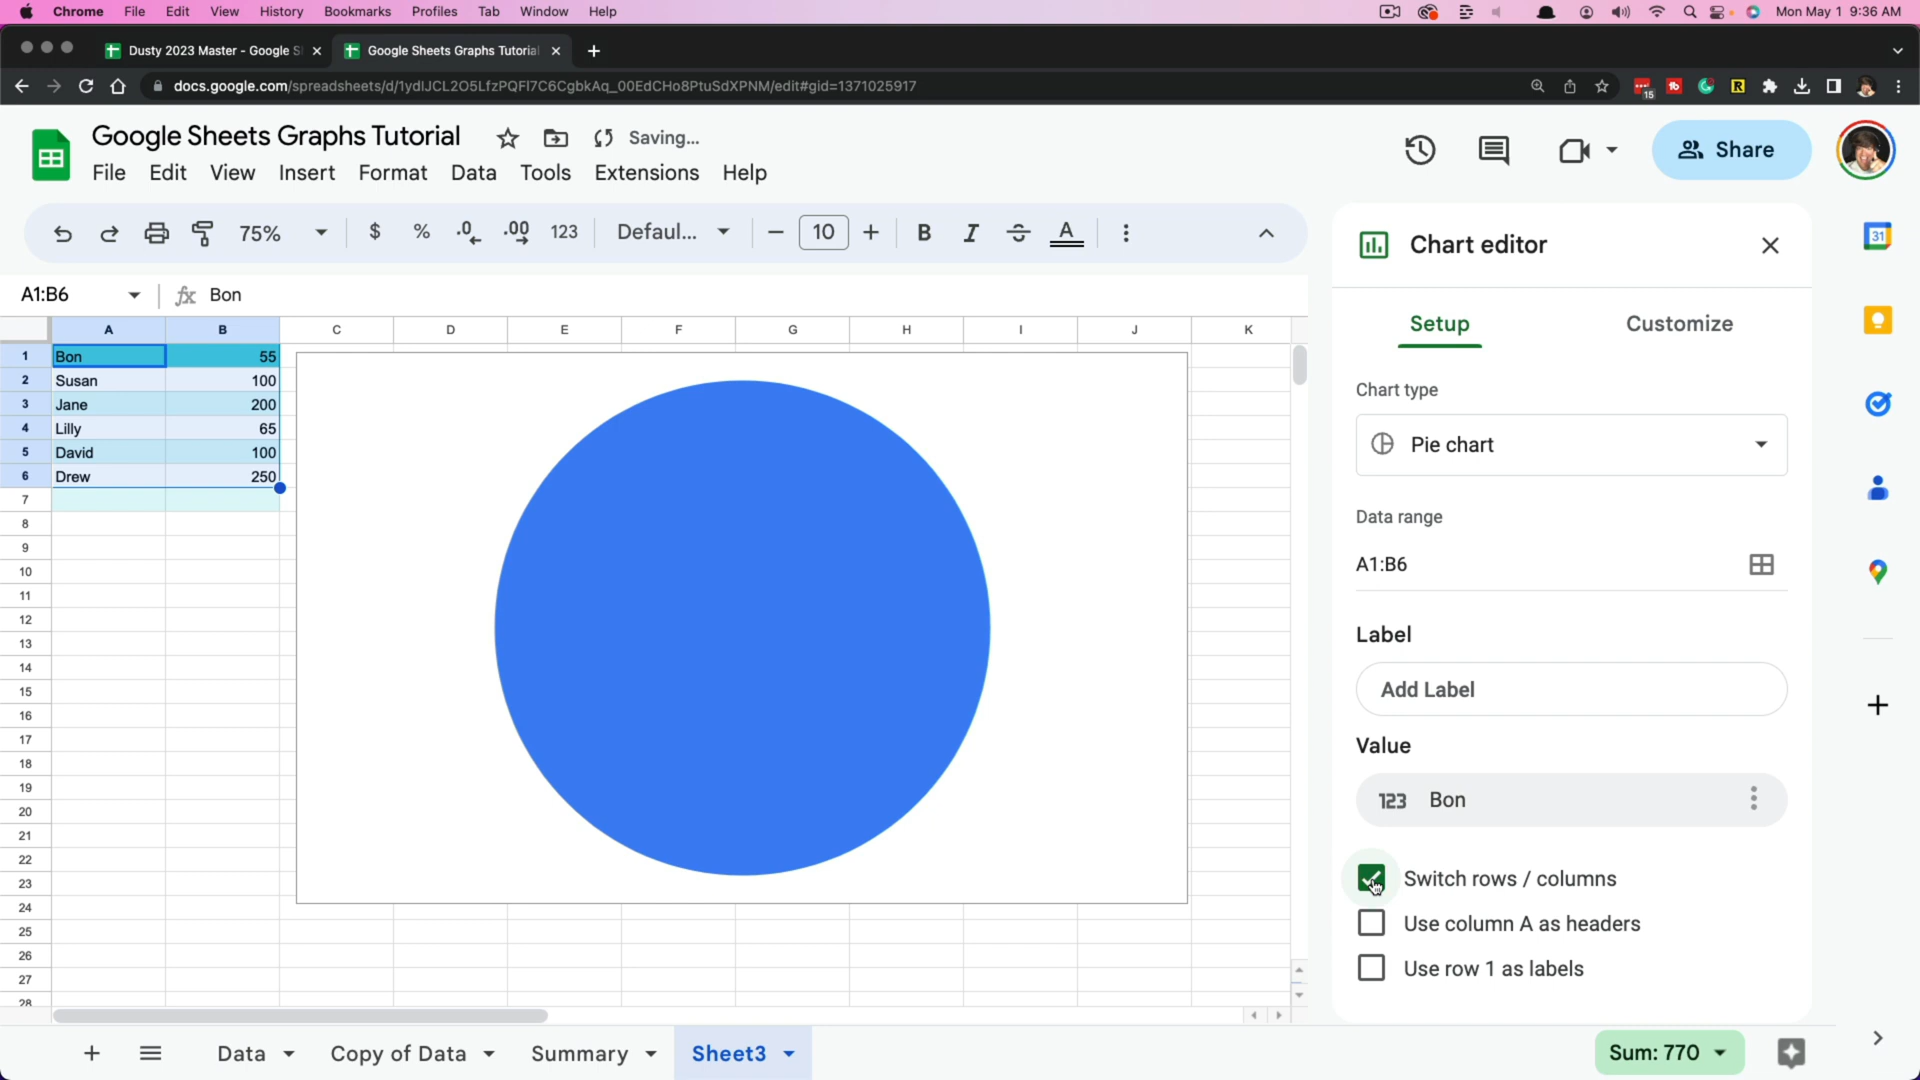 Chrome File Edit View History Bookmarks Profiles Tab Window Help Mon May 1 9:36 AM
Dusty 2023 Master - Google S Google Sheets Graphs Tutorial
docs.google.com/spreadsheets/d/1ydIJCL2O5LfzPQFI7C6CgbkAq_00EdCHo8PtuSdXPNM/edit#gid=1371025917 15
Google Sheets Graphs Tutorial Saving...
File Edit View Insert Format Data Tools Extensions Help
Share
75% $ % .0 .00 123 Defaul... 10 B I A
Chart editor
A1:B6 fx Bon
Setup Customize
A B C D E F G H I J K
1 Bon 55
2 Susan 100
3 Jane 200
4 Lilly 65
5 David 100
6 Drew 250
7
8
9
10
11
12
13
14
15
16
17
18
19
20
21
22
23
24
25
26
27
28
Chart type
Pie chart
Data range
A1:B6
Label
Add Label
Value
123 Bon
Switch rows / columns
Use column A as headers
Use row 1 as labels
31
Data Copy of Data Summary Sheet3 Sum: 770